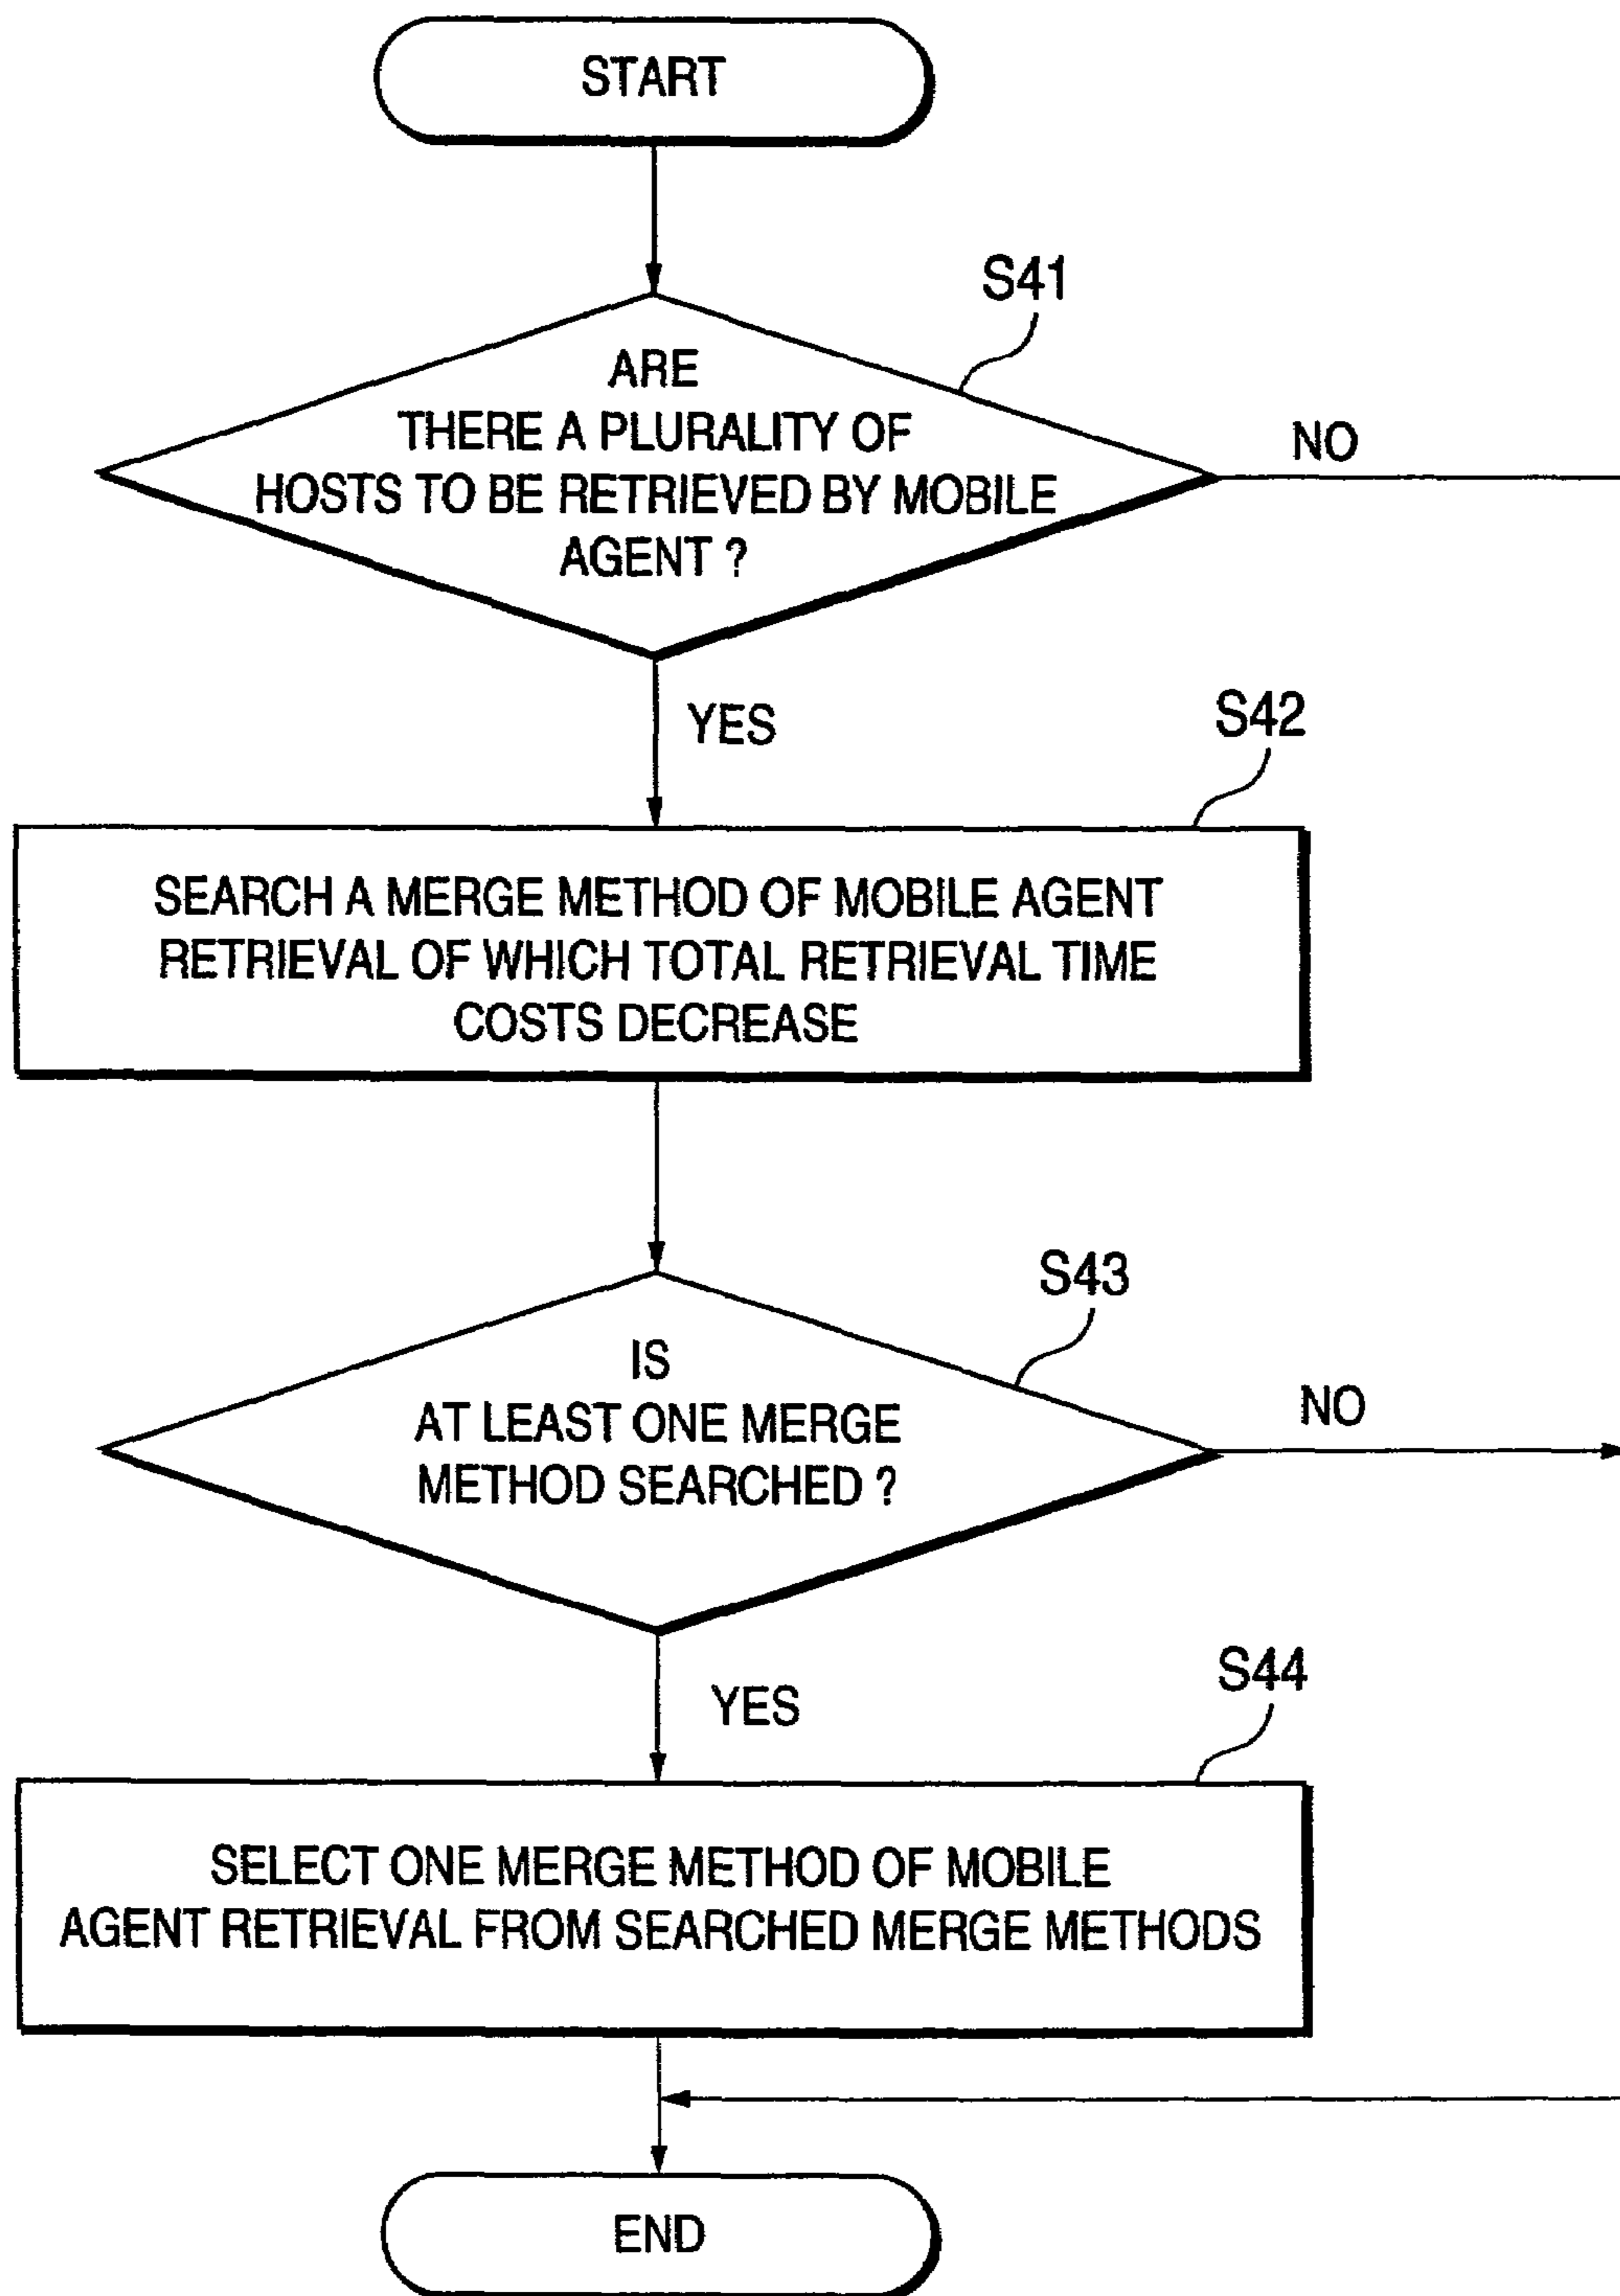 START
S41
ARE
THERE A PLURALITY OF
HOSTS TO BE RETRIEVED BY MOBILE
AGENT ?
NO
YES
S42
SEARCH A MERGE METHOD OF MOBILE AGENT
RETRIEVAL OF WHICH TOTAL RETRIEVAL TIME
COSTS DECREASE
S43
IS
AT LEAST ONE MERGE
METHOD SEARCHED ?
NO
YES
S44
SELECT ONE MERGE METHOD OF MOBILE
AGENT RETRIEVAL FROM SEARCHED MERGE METHODS
END